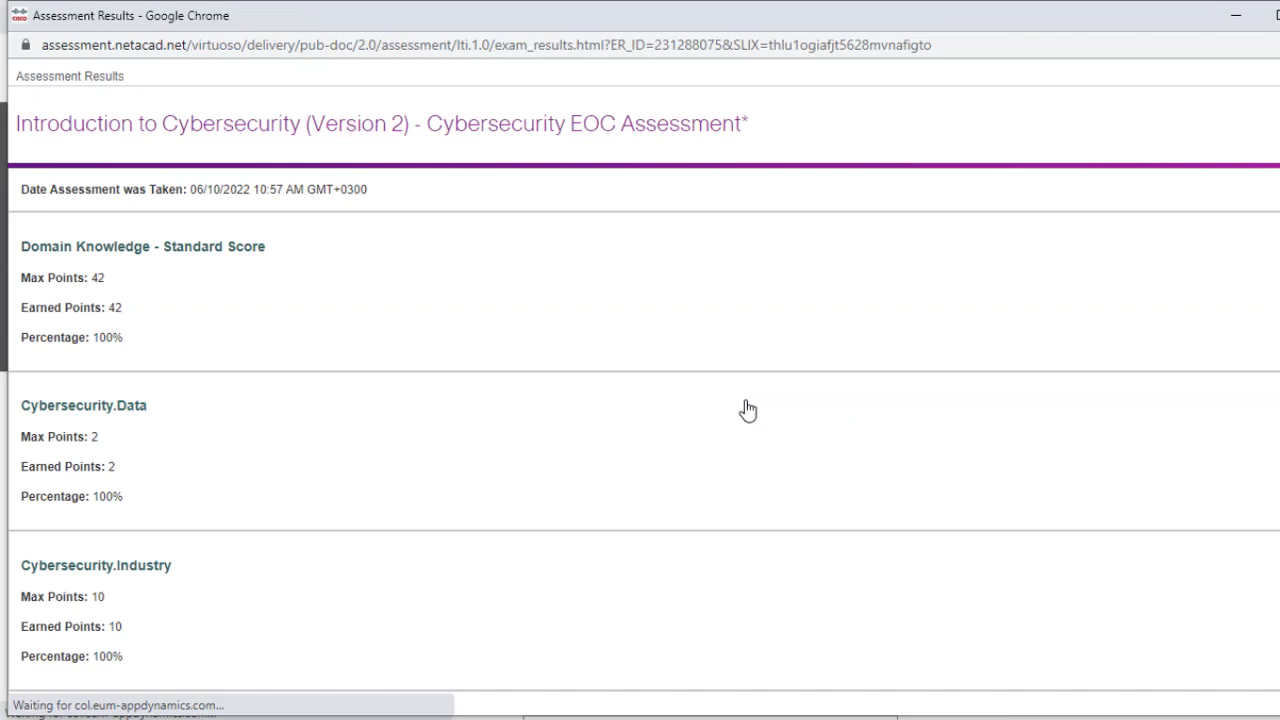 Assessment Results - Google Chrome
assessment.netacad.net/virtuoso/delivery/pub-doc/2.0/assessment/lti.1.0/exam_results.html?ER_ID=231288075&SLIX=thlu1ogiafjt5628mvnafigto
Assessment Results
Introduction to Cybersecurity (Version 2) - Cybersecurity EOC Assessment*
Date Assessment was Taken: 06/10/2022 10:57 AM GMT+0300
Domain Knowledge - Standard Score
Max Points: 42
Earned Points: 42
Percentage: 100%
Cybersecurity.Data
Max Points: 2
Earned Points: 2
Percentage: 100%
Cybersecurity.Industry
Max Points: 10
Earned Points: 10
Percentage: 100%
Waiting for col.eum-appdynamics.com...